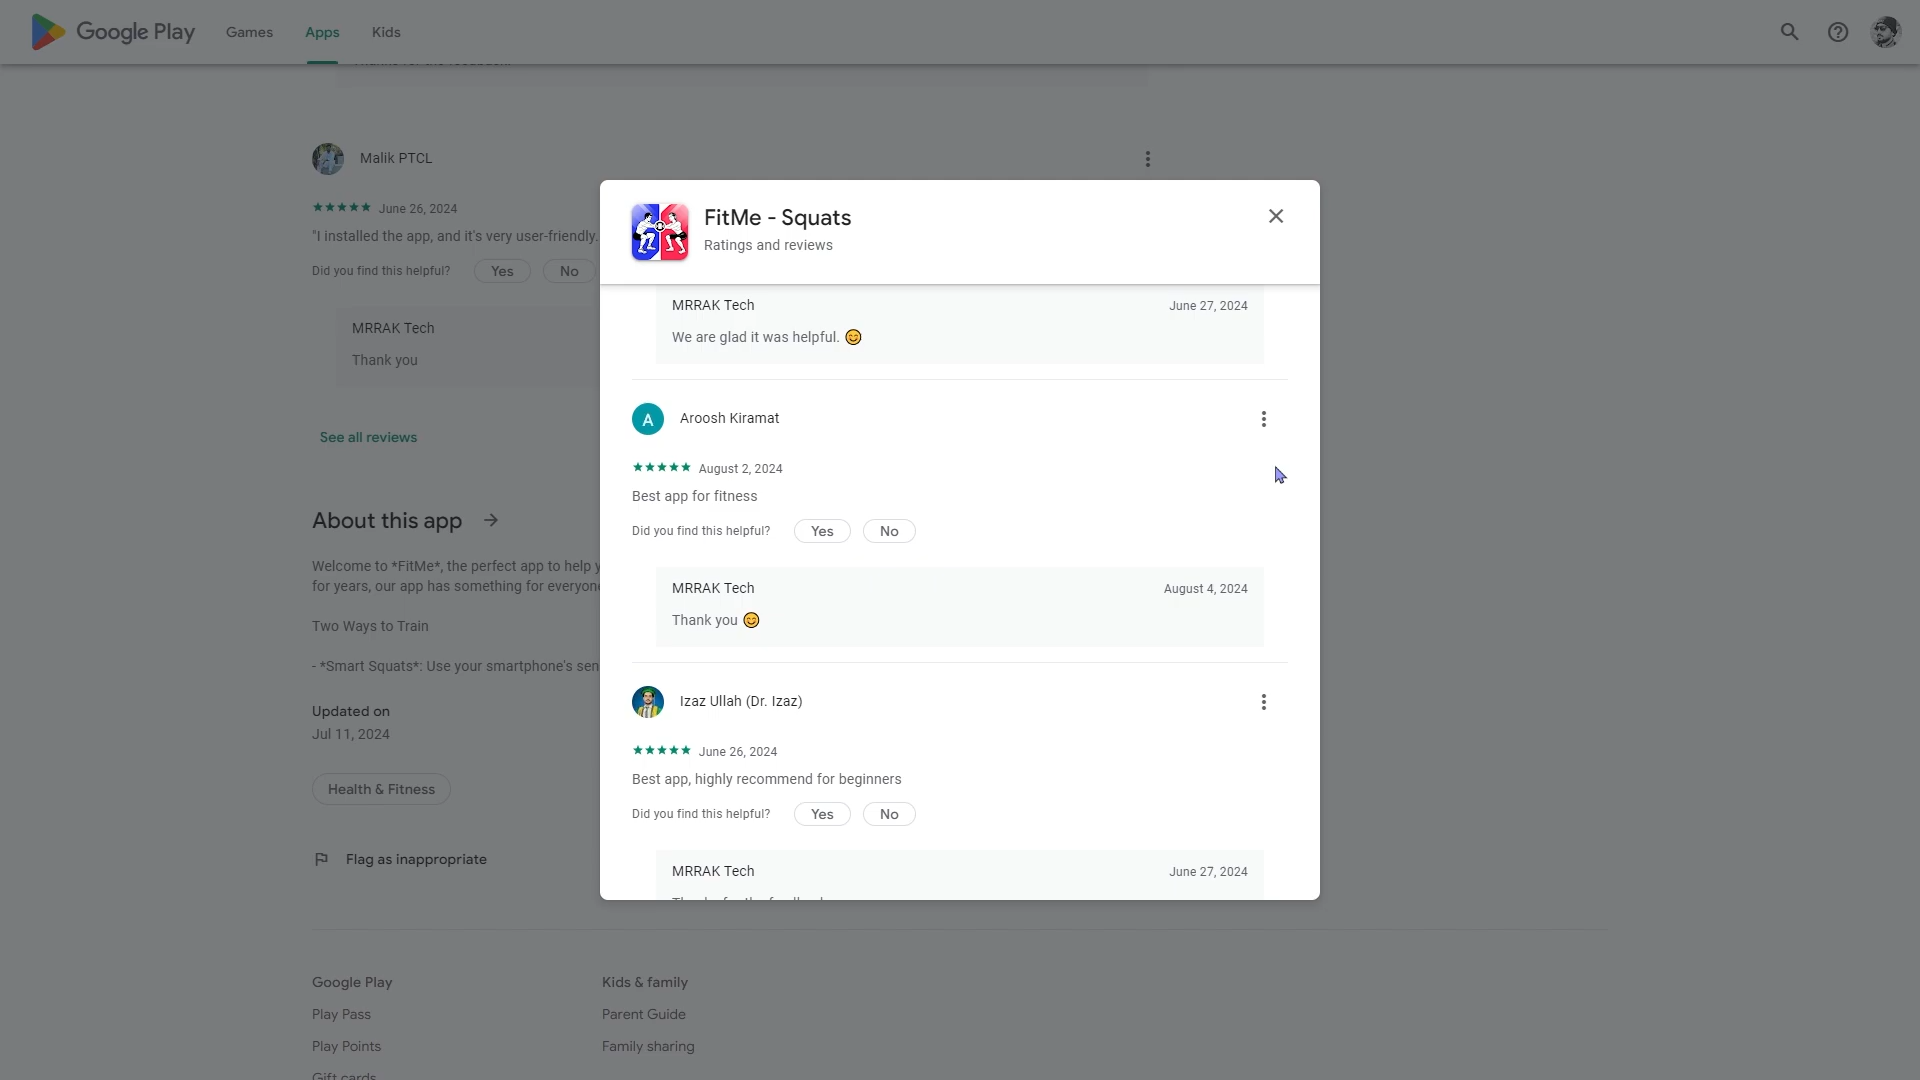 Google Play
Games
Apps
Kids
Malik PTCL
June 26, 2024
"I installed the app, and it's very user-friendly.
Did you find this helpful?
Yes
No
MRRAK Tech
Thank you
See all reviews
About this app
Welcome to *FitMe*, the perfect app to help y
for years, our app has something for everyone
Two Ways to Train
- *Smart Squats*: Use your smartphone's sen
Updated on
Jul 11, 2024
Health & Fitness
Flag as inappropriate
FitMe - Squats
Ratings and reviews
MRRAK Tech
June 27, 2024
We are glad it was helpful. 😊
A
Aroosh Kiramat
August 2, 2024
Best app for fitness
Did you find this helpful?
Yes
No
MRRAK Tech
August 4, 2024
Thank you 😊
Izaz Ullah (Dr. Izaz)
June 26, 2024
Best app, highly recommend for beginners
Did you find this helpful?
Yes
No
MRRAK Tech
June 27, 2024
Google Play
Play Pass
Play Points
Gift cards
Kids & family
Parent Guide
Family sharing